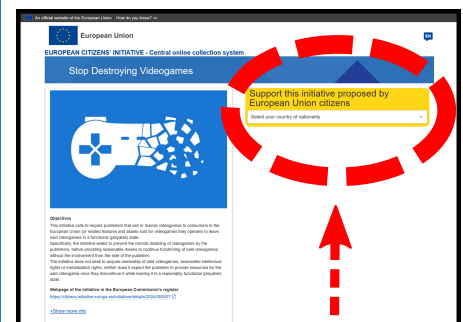 An official website of the European Union How do you know?
European Union
EN
EUROPEAN CITIZENS' INITIATIVE - Central online collection system
Stop Destroying Videogames
Support this initiative proposed by
European Union citizens
Select your country of nationality
Objectives
This initiative calls to require publishers that sell or license videogames to consumers in the
European Union (or related features and assets sold for videogames they operate) to leave
said videogames in a functional (playable) state.
Specifically, the initiative seeks to prevent the remote disabling of videogames by the
publishers, before providing reasonable means to continue functioning of said videogames
without the involvement from the side of the publisher.
The initiative does not seek to acquire ownership of said videogames, associated intellectual
rights or monetization rights, neither does it expect the publisher to provide resources for the
said videogame once they discontinue it while leaving it in a reasonably functional (playable)
state.
Webpage of the initiative in the European Commission's register
https://citizens-initiative.europa.eu/initiatives/details/2024/000007
+Show more info